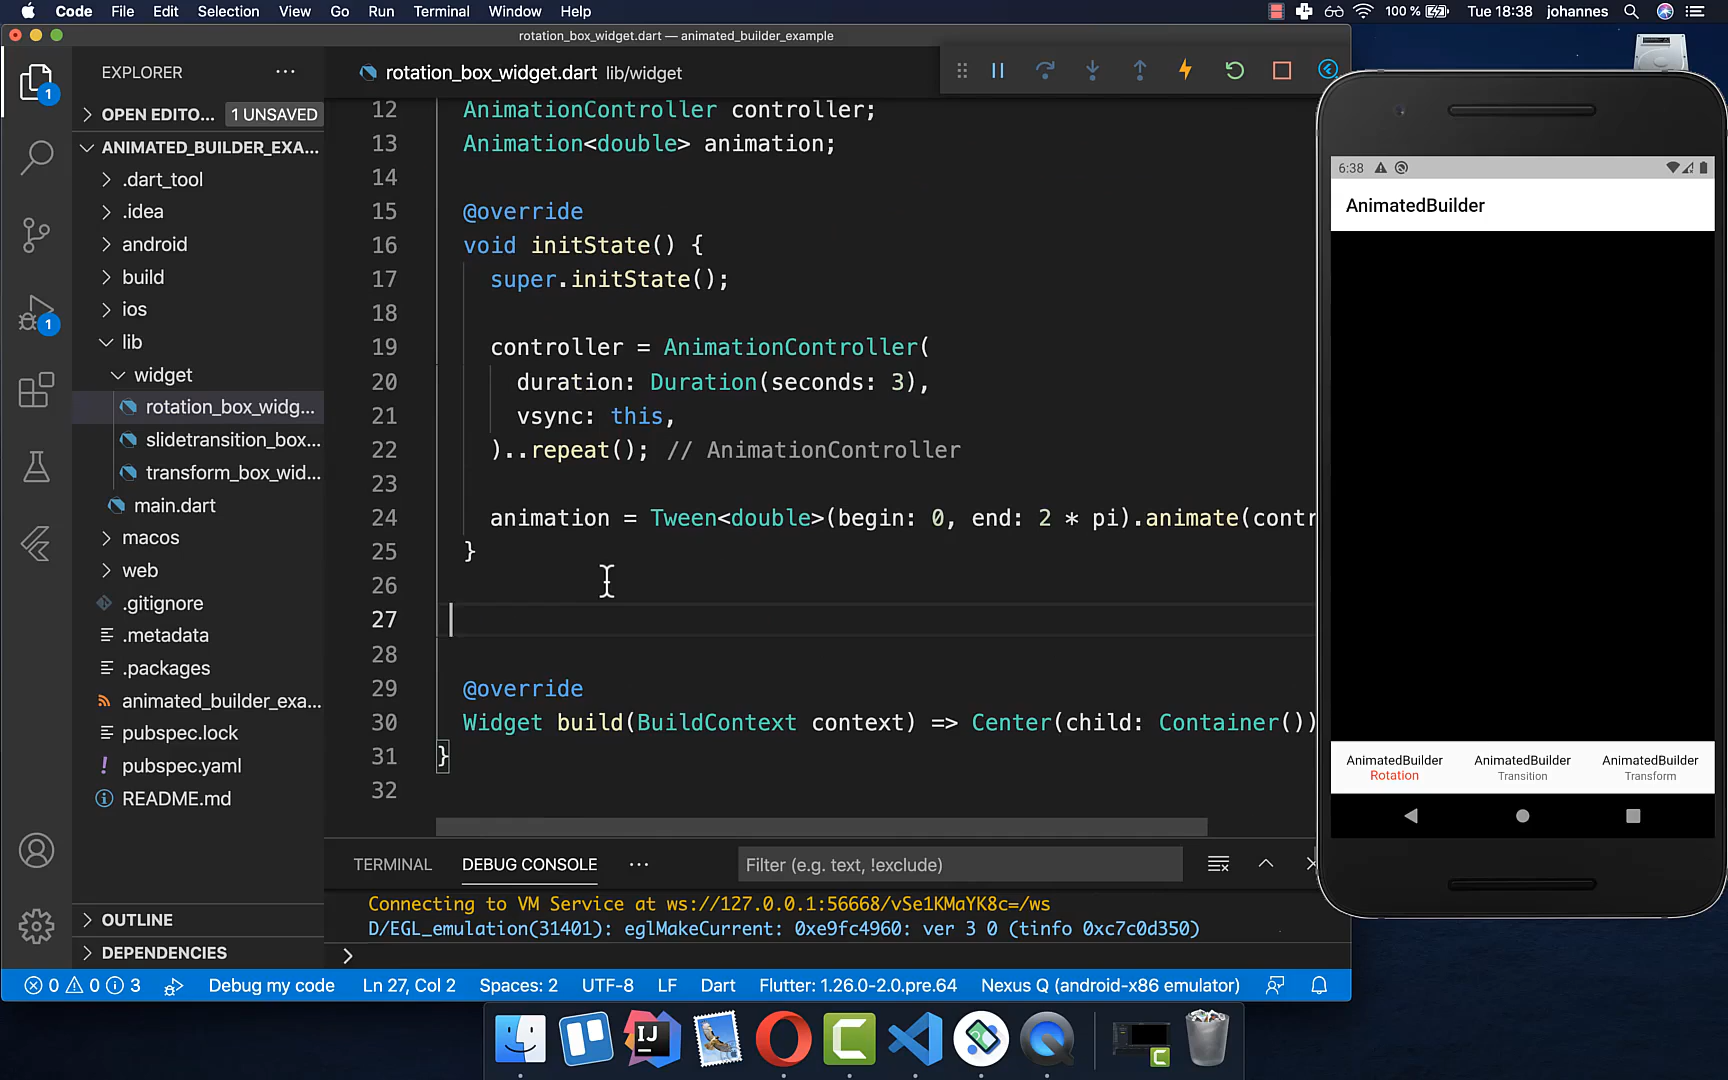 Code File Edit Selection View Go Run Terminal Window Help
100 % Tue 18:38 johannes
rotation_box_widget.dart — animated_builder_example
EXPLORER
OPEN EDITO... 1 UNSAVED
ANIMATED_BUILDER_EXA...
.dart_tool
.idea
android
build
ios
lib
widget
rotation_box_widg...
slidetransition_box...
transform_box_wid...
main.dart
macos
web
.gitignore
.metadata
.packages
animated_builder_exa...
pubspec.lock
pubspec.yaml
README.md
OUTLINE
DEPENDENCIES
1
1
rotation_box_widget.dart lib/widget
12 AnimationController controller;
13 Animation<double> animation;
14
15 @override
16 void initState() {
17 super.initState();
18
19 controller = AnimationController(
20 duration: Duration(seconds: 3),
21 vsync: this,
22 )..repeat(); // AnimationController
23
24 animation = Tween<double>(begin: 0, end: 2 * pi).animate(contr
25 }
26
27
28
29 @override
30 Widget build(BuildContext context) => Center(child: Container())
31 }
32
TERMINAL DEBUG CONSOLE ··· Filter (e.g. text, !exclude)
Connecting to VM Service at ws://127.0.0.1:56668/vSe1KMaYK8c=/ws
D/EGL_emulation(31401): eglMakeCurrent: 0xe9fc4960: ver 3 0 (tinfo 0xc7c0d350)
0 0 3 Debug my code Ln 27, Col 2 Spaces: 2 UTF-8 LF Dart Flutter: 1.26.0-2.0.pre.64 Nexus Q (android-x86 emulator)
6:38
AnimatedBuilder
AnimatedBuilder
Rotation
AnimatedBuilder
Transition
AnimatedBuilder
Transform
IJ